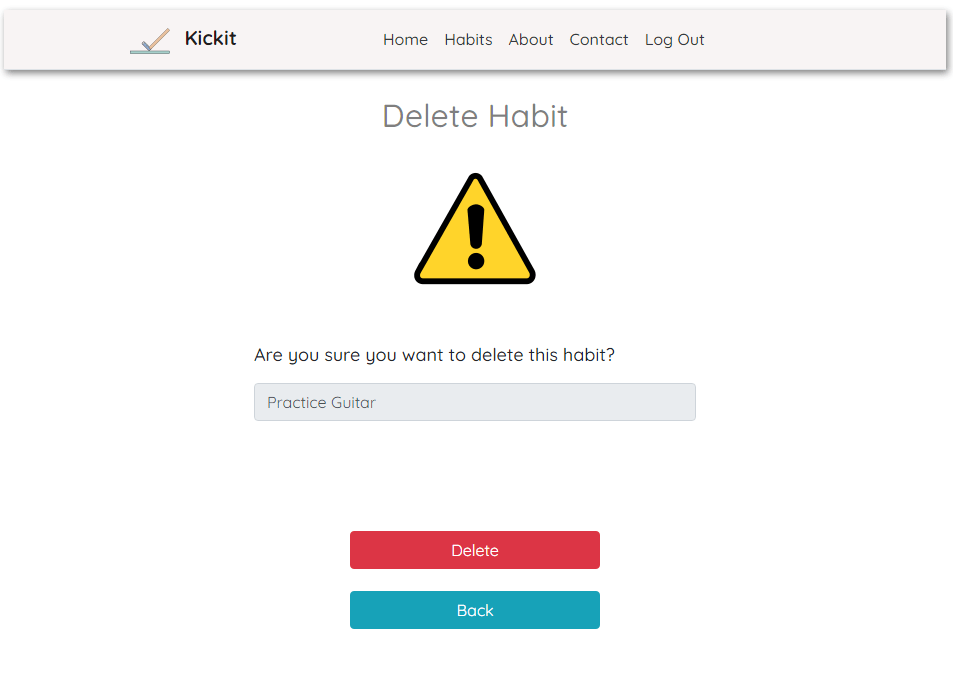 Kickit
Home Habits About Contact Log Out
Delete Habit
Are you sure you want to delete this habit?
Practice Guitar
Delete
Back